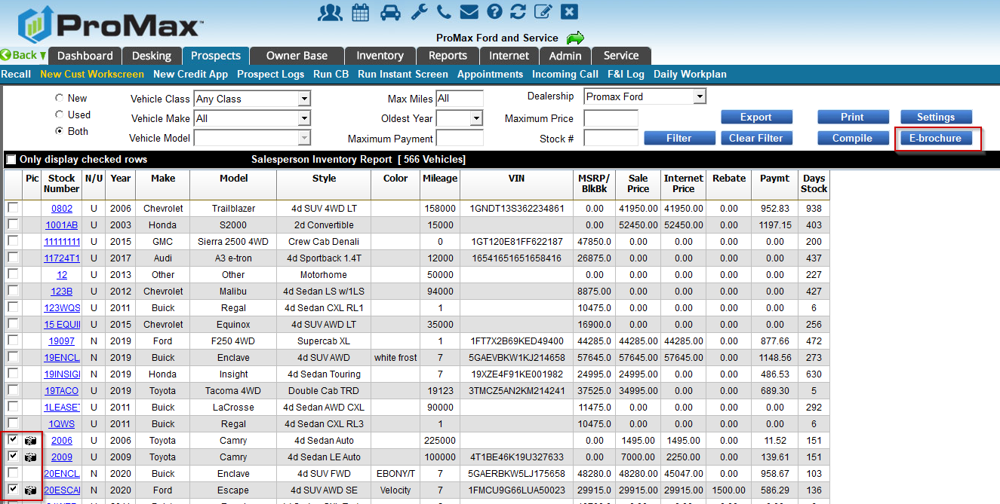 ProMax™
ProMax Ford and Service
Back Dashboard Desking Prospects Owner Base Inventory Reports Internet Admin Service
Recall New Cust Workscreen New Credit App Prospect Logs Run CB Run Instant Screen Appointments Incoming Call F&I Log Daily Workplan
New Vehicle Class Any Class Max Miles All Dealership Promax Ford
Used Vehicle Make All Oldest Year Maximum Price Export Print Settings
Both Vehicle Model Maximum Payment Stock # Filter Clear Filter Compile E-brochure
Only display checked rows Salesperson Inventory Report [ 566 Vehicles]
Pic Stock Number N/U Year Make Model Style Color Mileage VIN MSRP/ BlkBk Sale Price Internet Price Rebate Paymt Days Stock
0802 U 2006 Chevrolet Trailblazer 4d SUV 4WD LT 158000 1GNDT13S362234861 0.00 41950.00 41950.00 0.00 952.83 938
1001AB U 2003 Honda S2000 2d Convertible 15000 0.00 52450.00 52450.00 0.00 1197.15 403
11111111 U 2015 GMC Sierra 2500 4WD Crew Cab Denali 0 1GT120E81FF622187 47850.0 0.00 0.00 0.00 0.00 200
11724T1 U 2017 Audi A3 e-tron 4d Sportback 1.4T 12000 16541651651658416 26875.0 0.00 0.00 0.00 0.00 437
12 U 2013 Other Other Motorhome 50000 0.00 0.00 0.00 0.00 0.00 227
123B U 2012 Chevrolet Malibu 4d Sedan LS w/1LS 94000 8875.00 0.00 0.00 0.00 0.00 427
123WQS U 2011 Buick Regal 4d Sedan CXL RL1 1 10475.0 0.00 0.00 0.00 0.00 6
15 EQUI U 2015 Chevrolet Equinox 4d SUV AWD LT 35000 16900.0 0.00 0.00 0.00 0.00 256
19097 N 2019 Ford F250 4WD Supercab XL 1 1FT7X2B69KED49400 44285.0 44285.00 44285.00 0.00 877.66 472
19ENCL N 2019 Buick Enclave 4d SUV AWD white frost 7 5GAEVBKW1KJ214658 57645.0 57645.00 57645.00 0.00 1148.56 273
19INSIG N 2019 Honda Insight 4d Sedan Touring 7 19XZE4F91KE001982 24995.0 24995.00 0.00 0.00 486.53 630
19TACO U 2019 Toyota Tacoma 4WD Double Cab TRD 19123 3TMCZ5AN2KM214241 37525.0 34995.00 0.00 0.00 689.30 5
1LEASE U 2011 Buick LaCrosse 4d Sedan AWD CXL 90000 11475.0 0.00 0.00 0.00 0.00 292
1QWS U 2011 Buick Regal 4d Sedan CXL RL3 1 10475.0 0.00 0.00 0.00 0.00 6
2006 U 2006 Toyota Camry 4d Sedan Auto 225000 0.00 1495.00 1495.00 0.00 11.52 151
2009 U 2009 Toyota Camry 4d Sedan LE Auto 100000 4T1BE46K19U327633 0.00 7000.00 2250.00 0.00 139.61 151
20ENCL N 2020 Buick Enclave 4d SUV FWD EBONY/T 7 5GAERBKW5LJ175658 48280.0 48280.00 45047.00 0.00 958.67 103
20ESCA N 2020 Ford Escape 4d SUV AWD SE Velocity 7 1FMCU9G66LUA50023 29915.0 29915.00 29915.00 1500.00 586.29 136